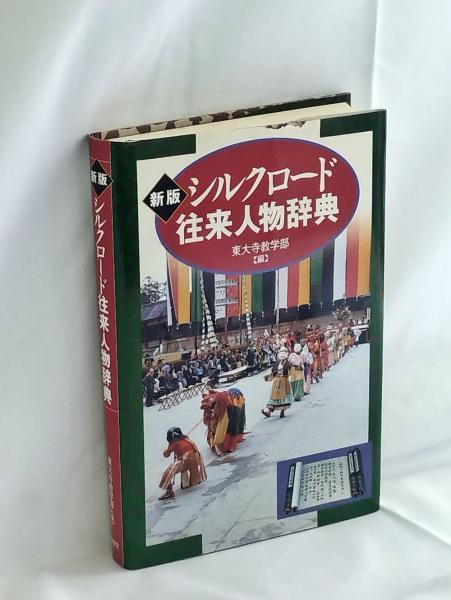 新版
シルクロード
往来人物辞典
東大寺教学部
【編】
新版
シルクロード往来人物辞典